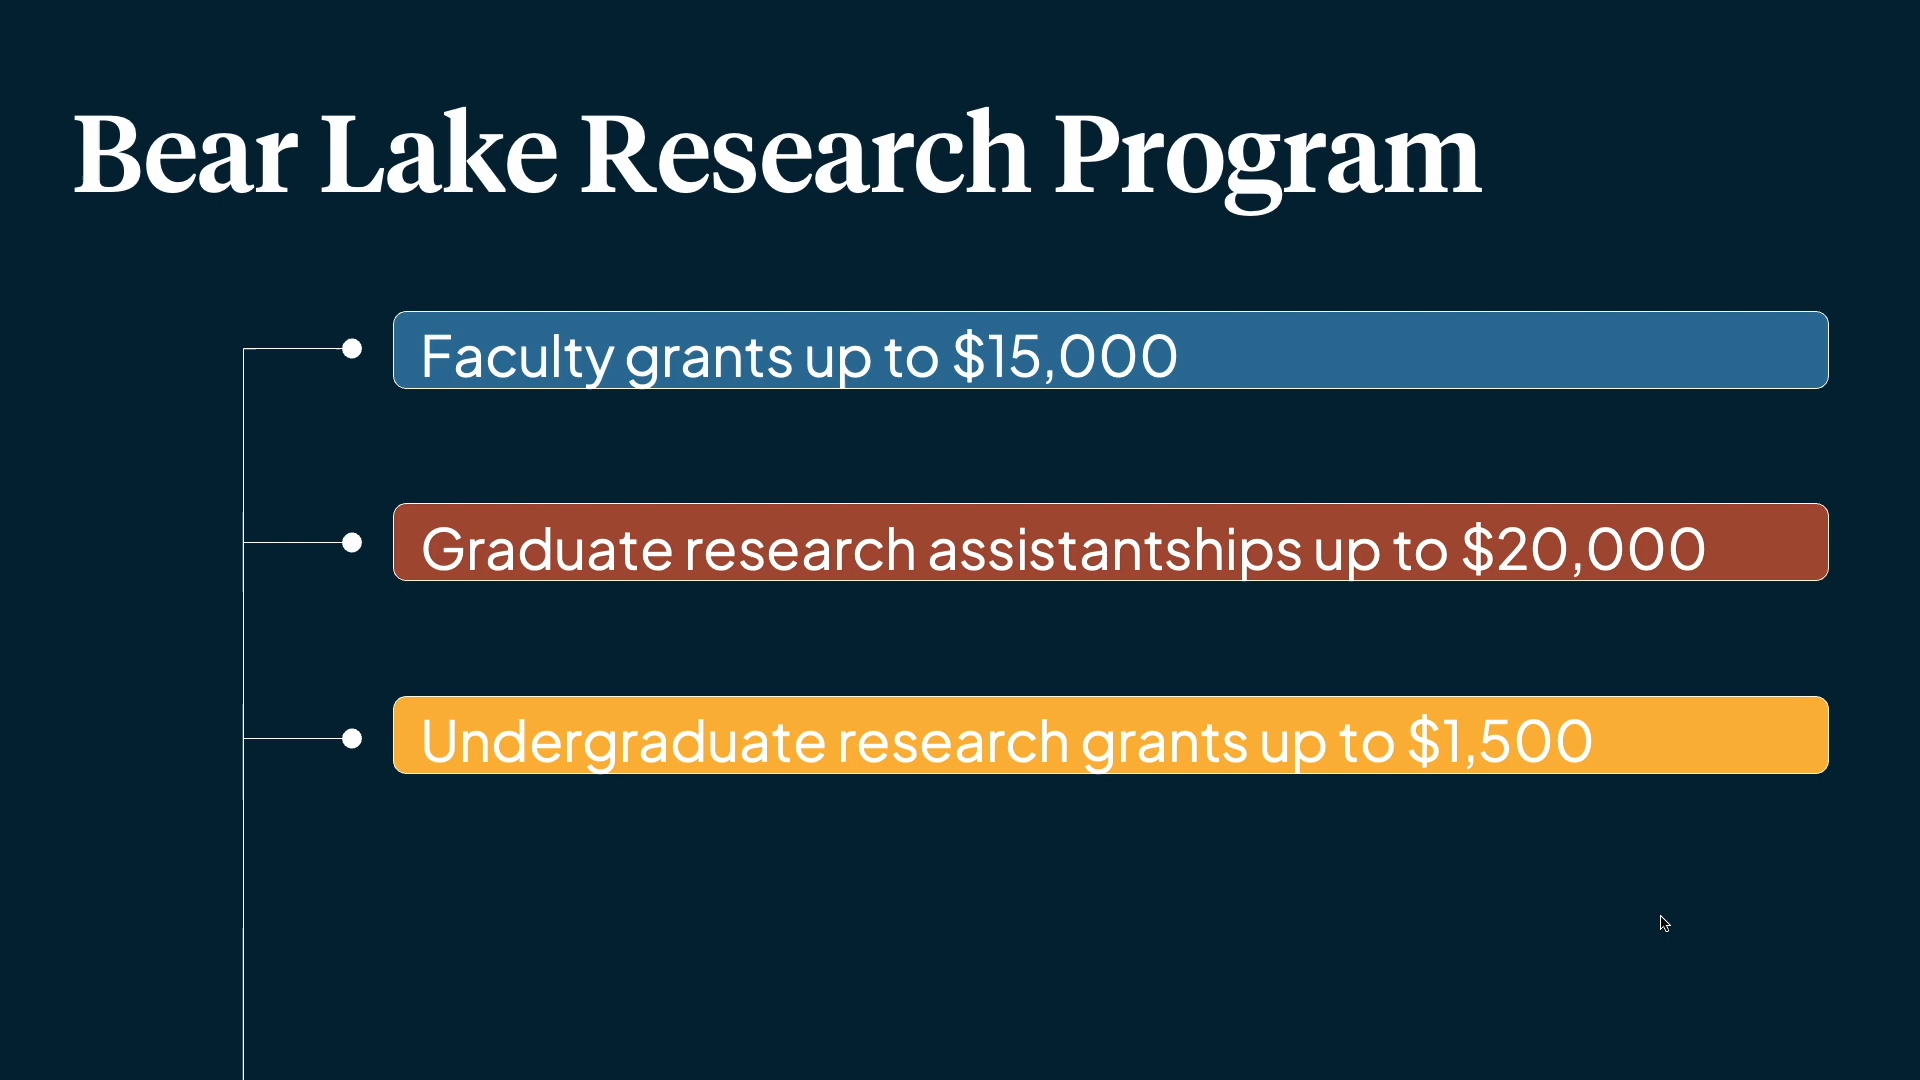 Bear Lake Research Program
Faculty grants up to $15,000
Graduate research assistantships up to $20,000
Undergraduate research grants up to $1,500